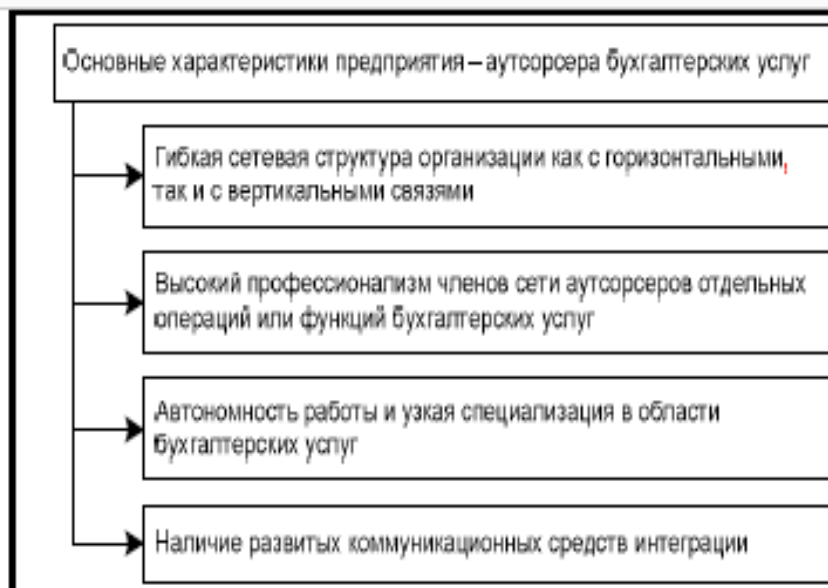 Основные характеристики предприятия – аутсорсера бухгалтерских услуг
Гибкая сетевая структура организации как с горизонтальными,
так и с вертикальными связями
Высокий профессионализм членов сети аутсорсеров отдельных
операций или функций бухгалтерских услуг
Автономность работы и узкая специализация в области
бухгалтерских услуг
Наличие развитых коммуникационных средств интеграции